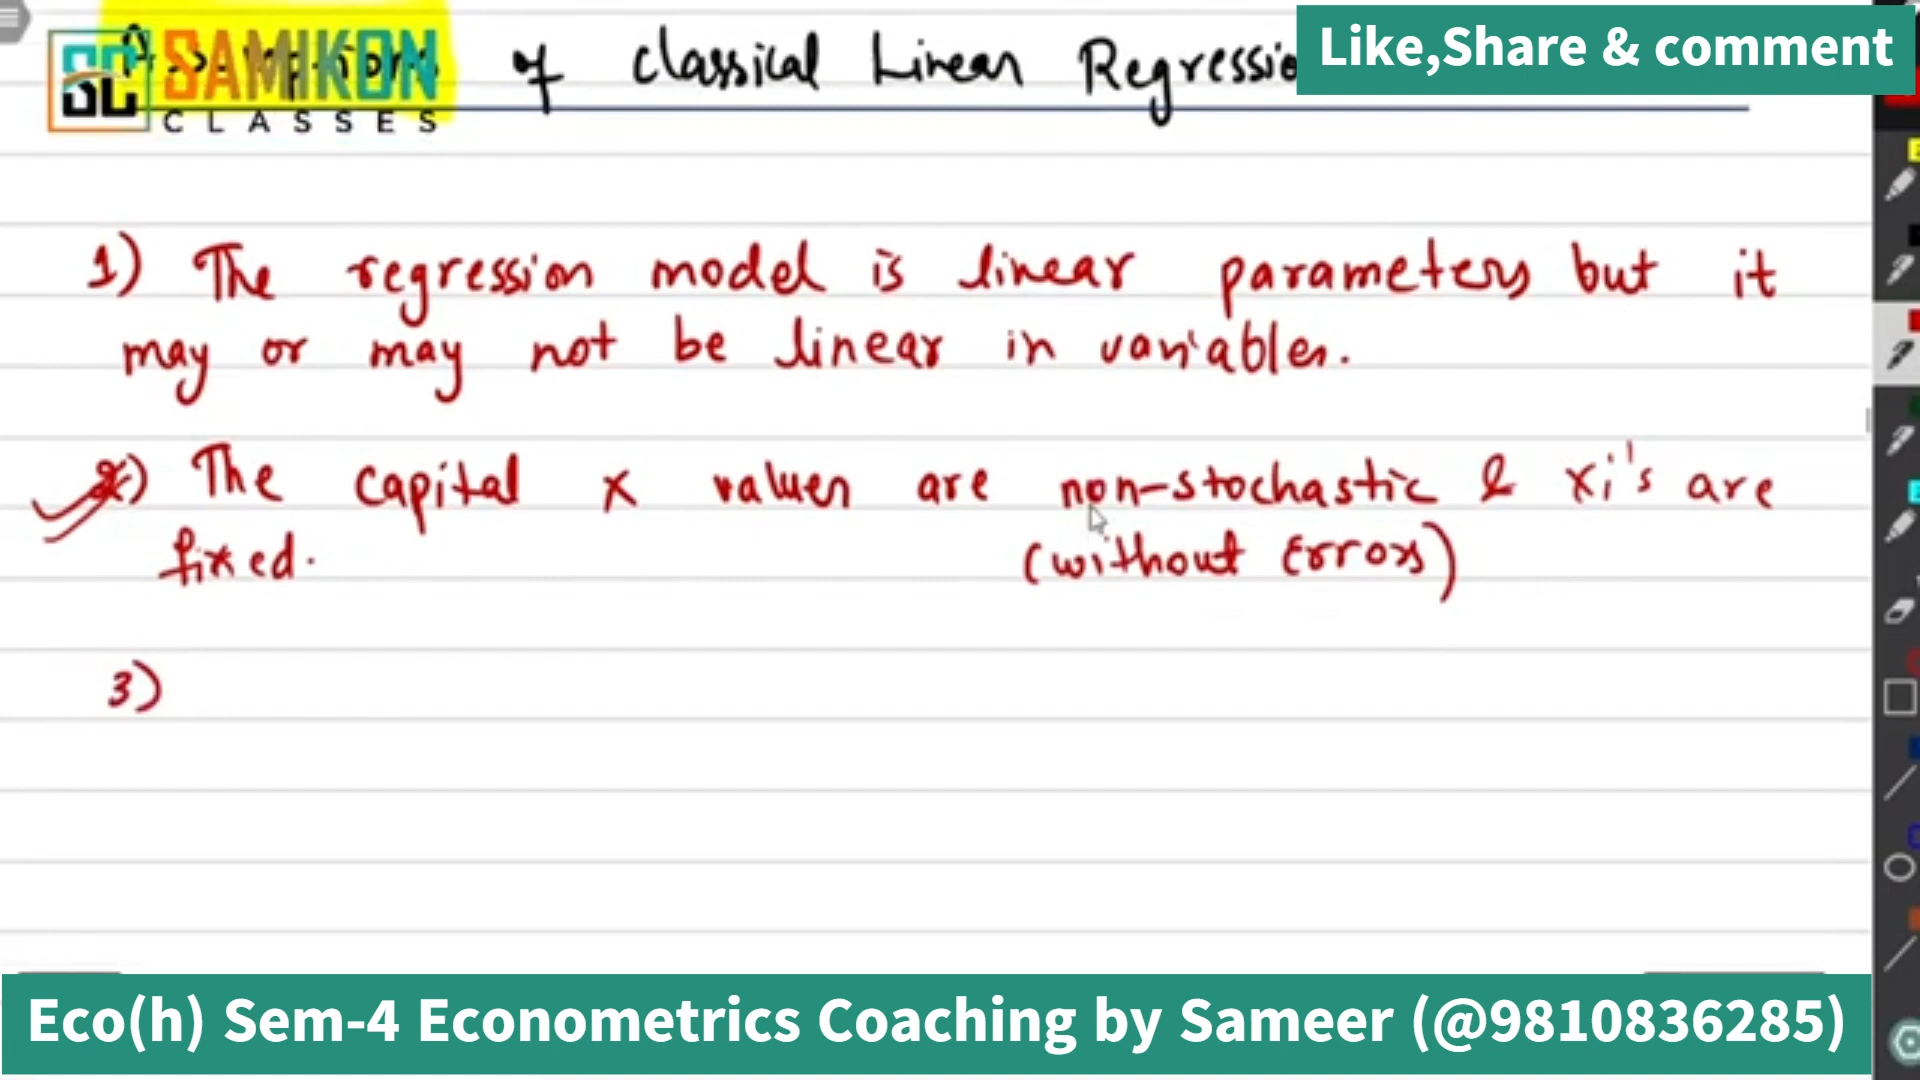 SAMIKON
CLASSES
of Classical Linear Regressio
Like,Share & comment
1) The regression model is linear parameters but it
may or may not be linear in variables.
2) The Capital X values are non-stochastic & xi's are
fixed. (without Errors)
3)
Eco(h) Sem-4 Econometrics Coaching by Sameer (@9810836285)